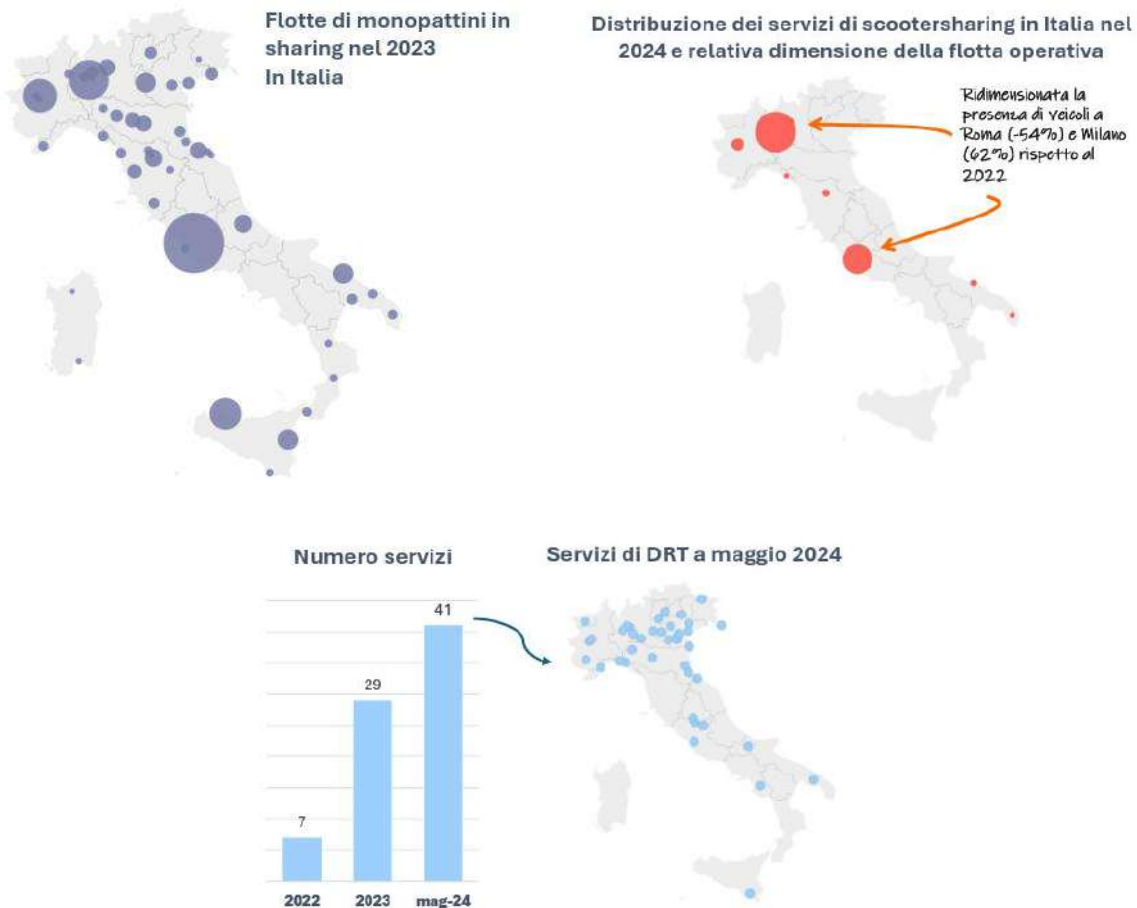 Flotte di monopattini in
sharing nel 2023
In Italia
Distribuzione dei servizi di scootersharing in Italia nel
2024 e relativa dimensione della flotta operativa
Ridimensionata la
presenza di veicoli a
Roma (-54%) e Milano
(62%) rispetto al
2022
Numero servizi
41
29
7
2022 2023 mag-24
Servizi di DRT a maggio 2024